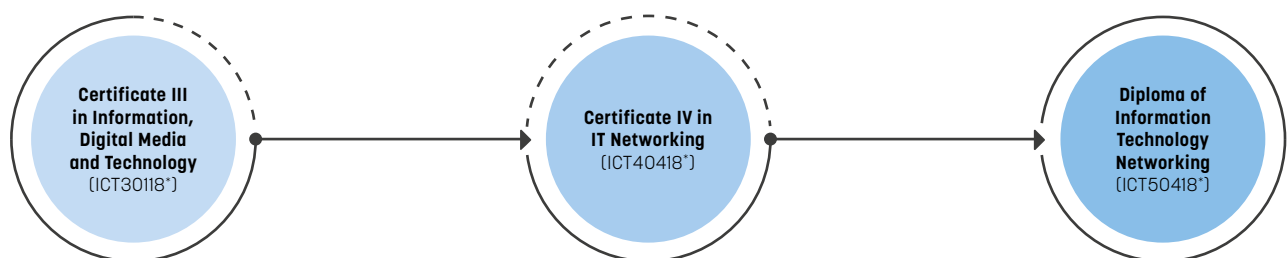 Certificate III
in Information,
Digital Media
and Technology
(ICT30118*)
Certificate IV in
IT Networking
(ICT40418*)
Diploma of
Information
Technology
Networking
(ICT50418*)